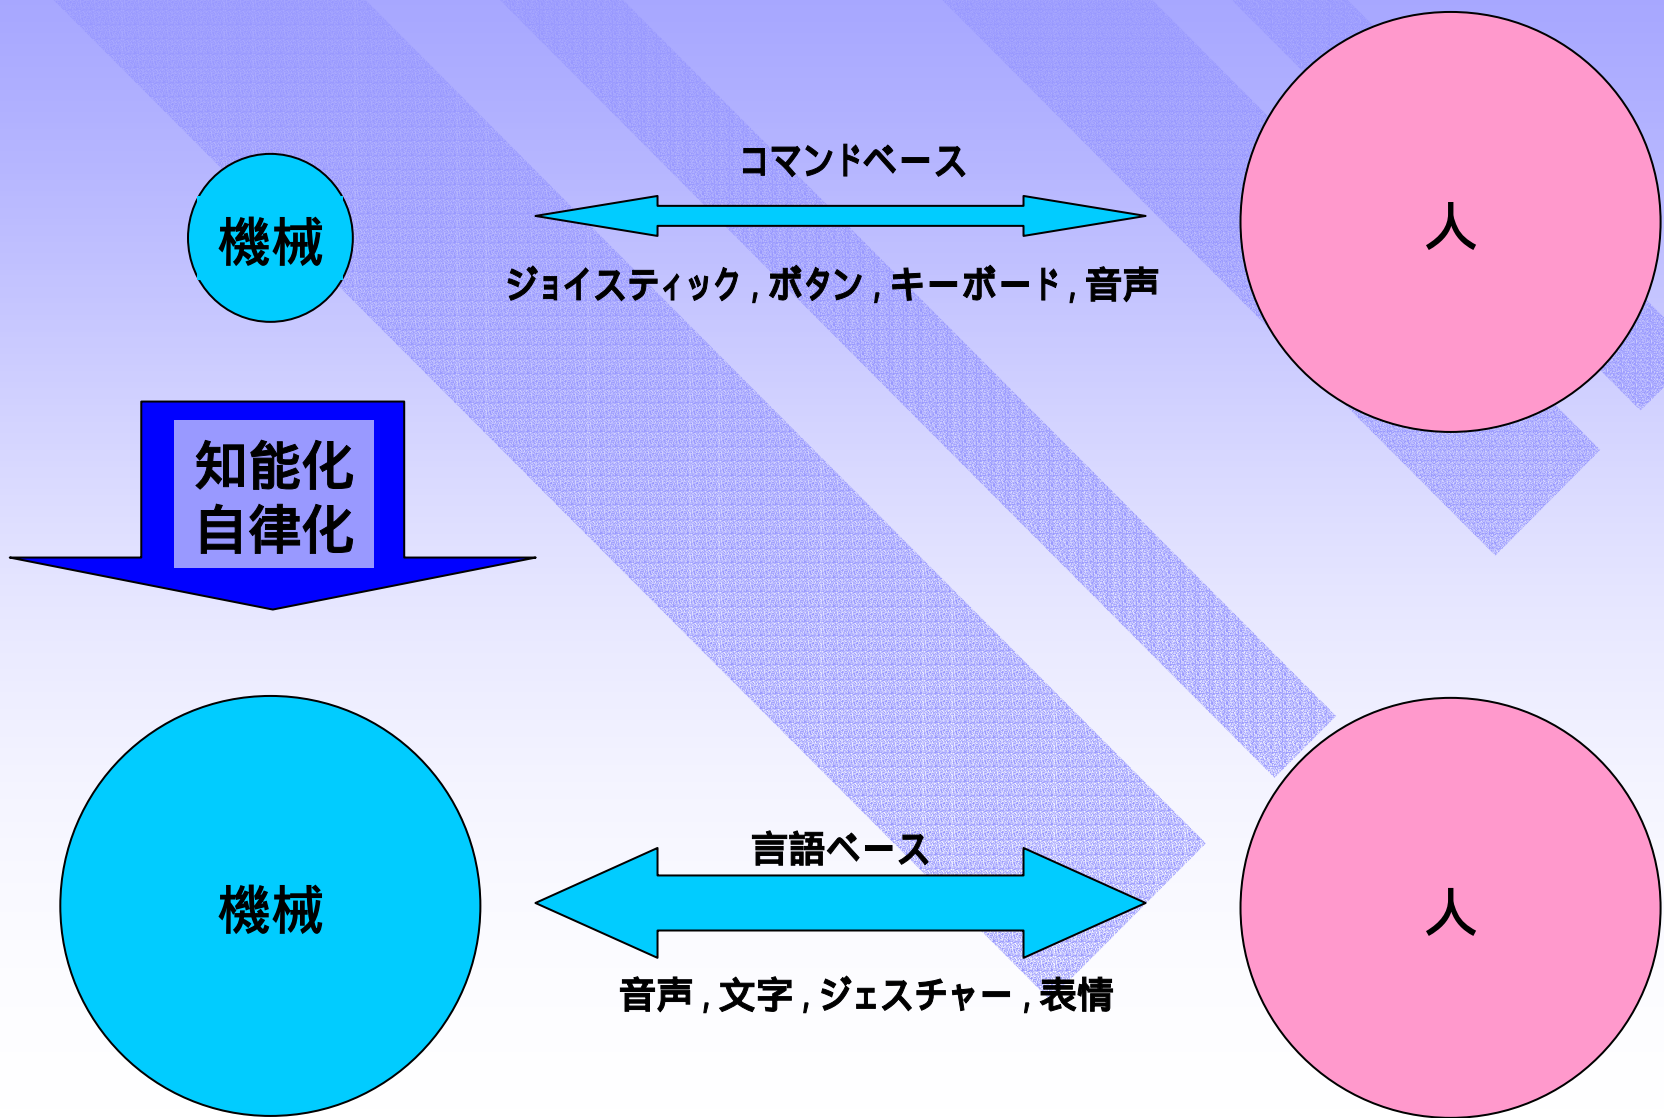 コマンドベース
機械
人
ジョイスティック,ボタン,キーボード,音声
知能化
自律化
言語ベース
機械
人
音声,文字,ジェスチャー,表情